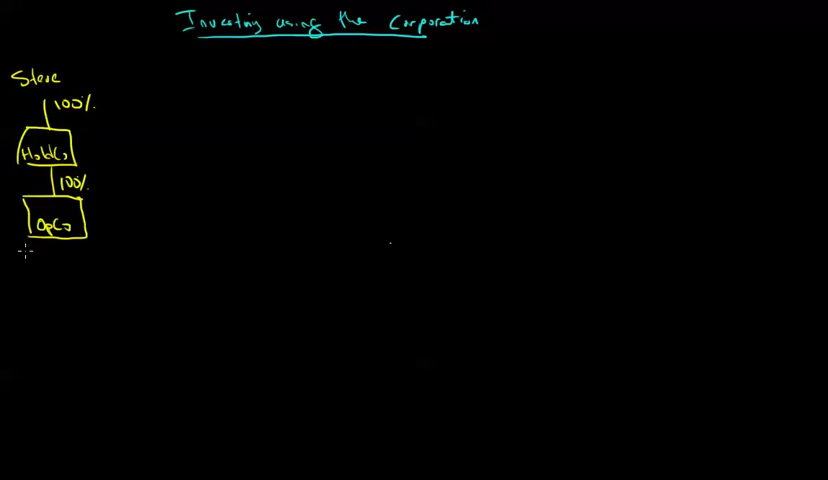 Investing using the Corporation
Steve
100%
HoldCo
100%
OpCo